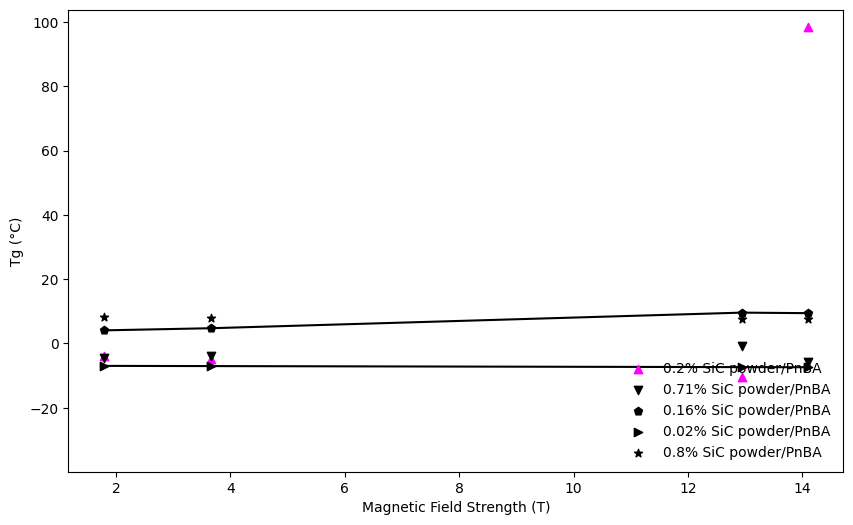 100
80
60
40
20
0
−20
Tg (°C)
2
4
6
8
10
12
14
Magnetic Field Strength (T)
0.2% SiC powder/PnBA
0.71% SiC powder/PnBA
0.16% SiC powder/PnBA
0.02% SiC powder/PnBA
0.8% SiC powder/PnBA